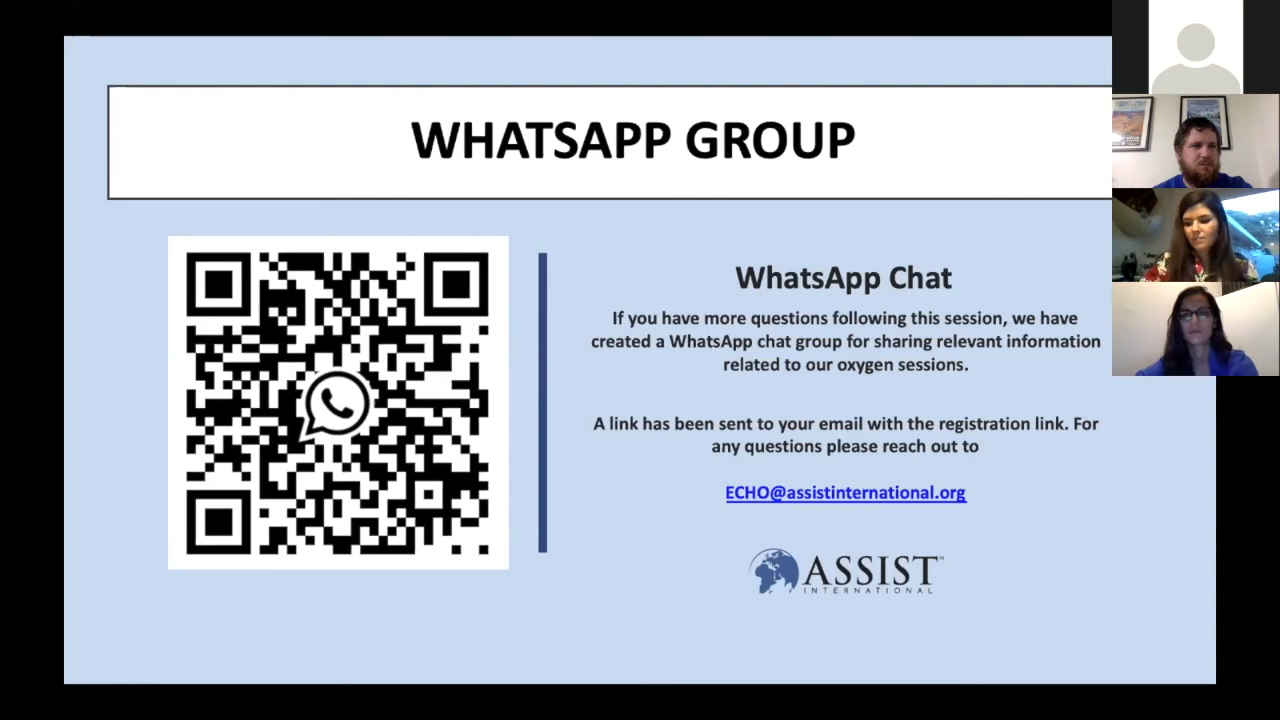 WHATSAPP GROUP
WhatsApp Chat
If you have more questions following this session, we have
created a WhatsApp chat group for sharing relevant information
related to our oxygen sessions.
A link has been sent to your email with the registration link. For
any questions please reach out to
ECHO@assistinternational.org
ASSIST™
INTERNATIONAL